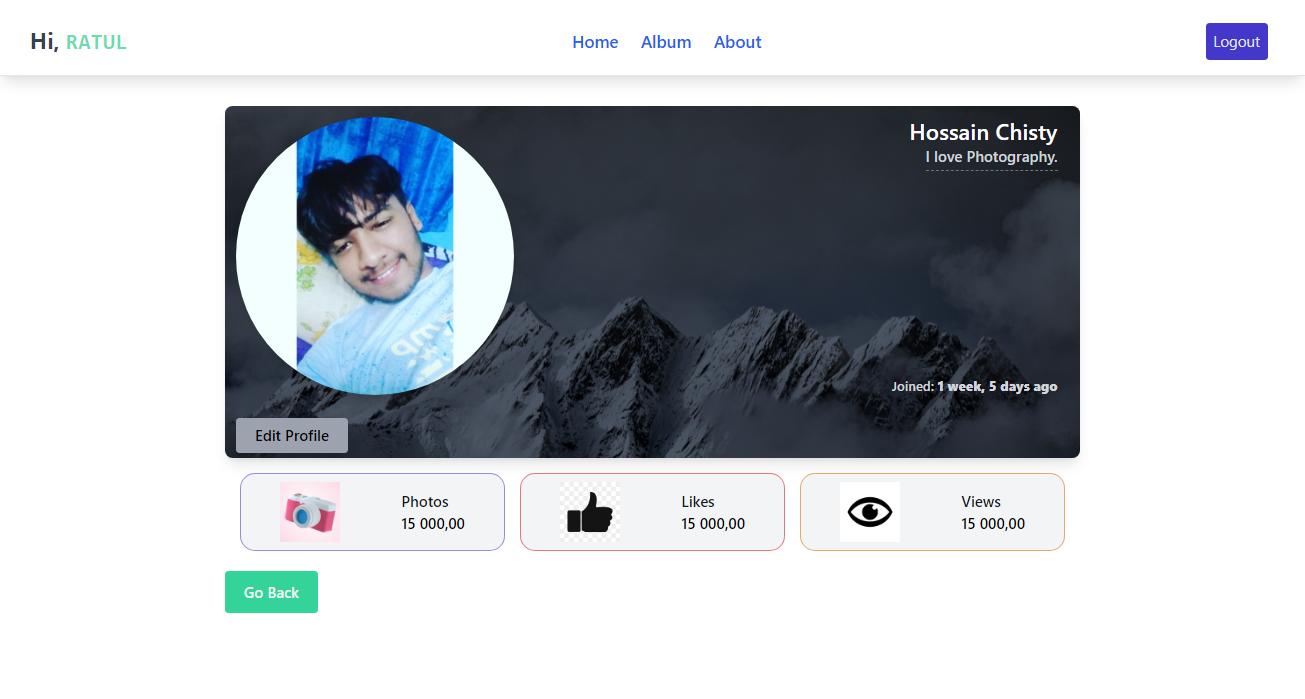 Hi, RATUL
Home Album About
Logout
Hossain Chisty
I love Photography.
Joined: 1 week, 5 days ago
Edit Profile
Photos
15 000,00
Likes
15 000,00
Views
15 000,00
Go Back